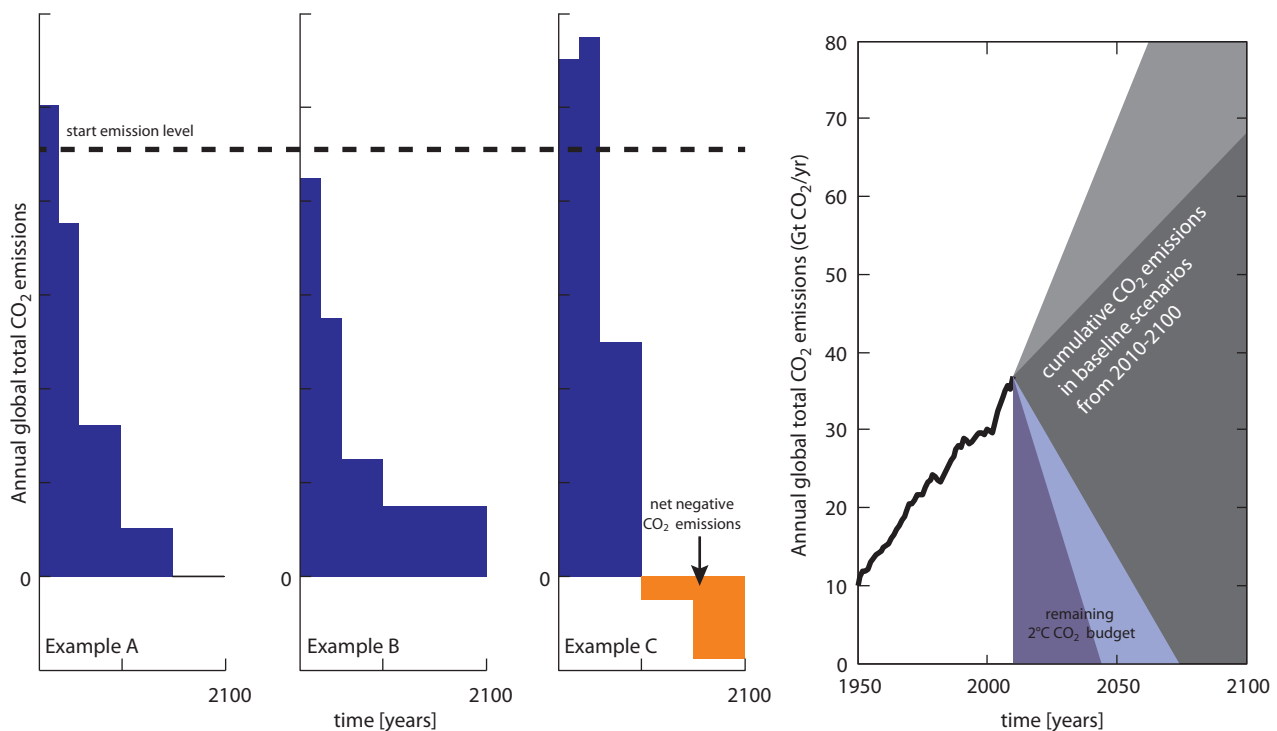 Annual global total CO₂ emissions
start emission level
0
Example A
2100
0
Example B
2100
time [years]
net negative
CO₂ emissions
0
Example C
2100
Annual global total CO₂ emissions (Gt CO₂/yr)
80
70
60
50
40
30
20
10
0
cumulative CO₂ emissions
in baseline scenarios
from 2010-2100
remaining
2°C CO₂ budget
1950
2000
2050
2100
time [years]